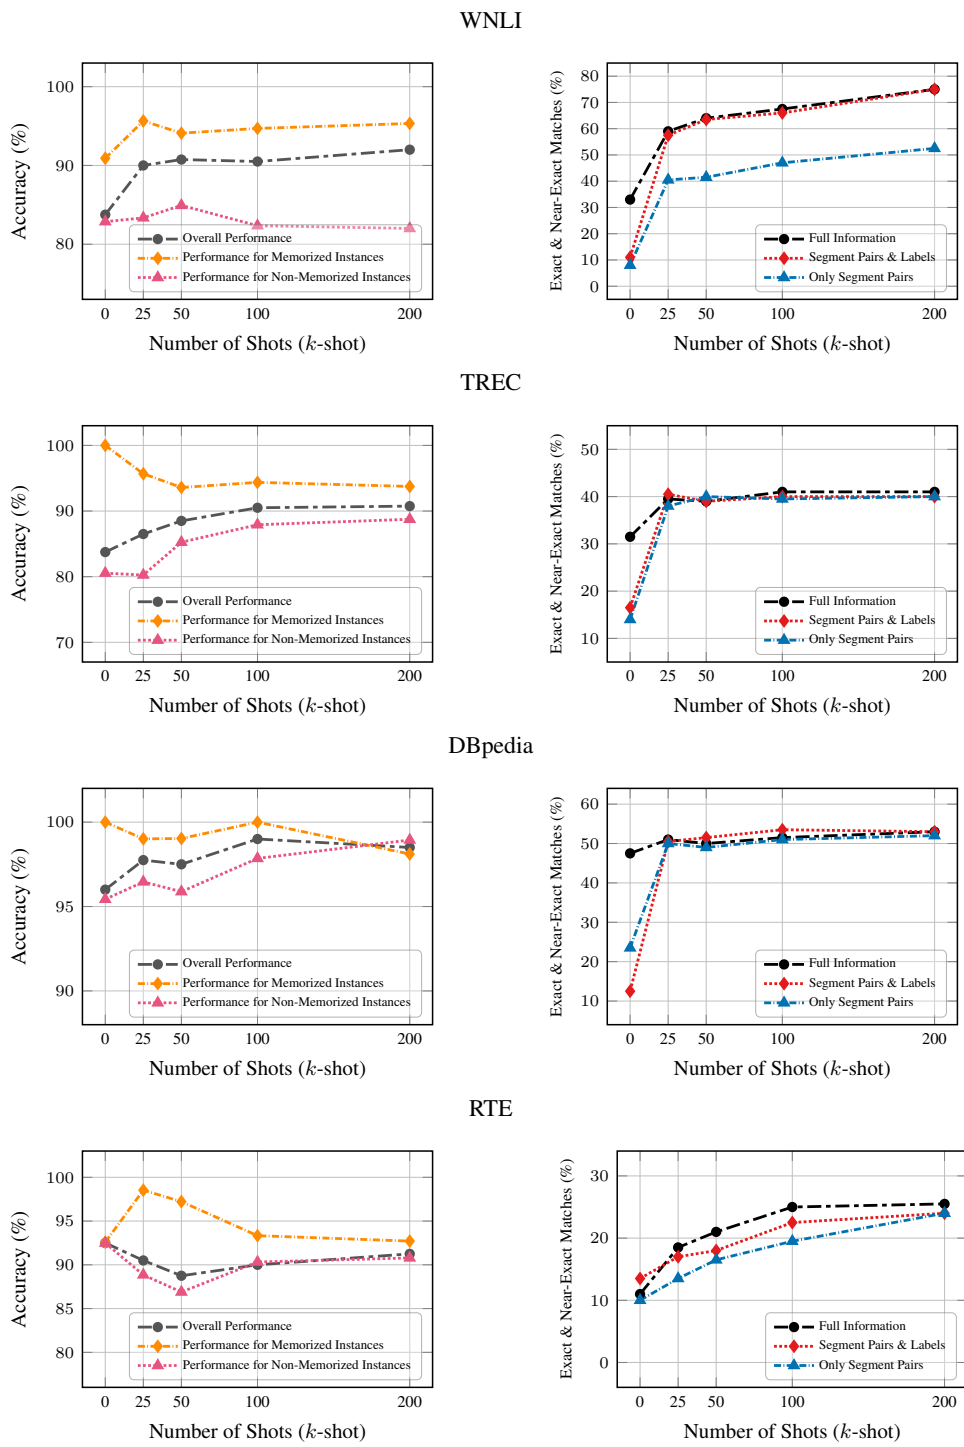 WNLI
100
90
80
Accuracy (%)
Overall Performance
Performance for Memorized Instances
Performance for Non-Memorized Instances
0 25 50 100 200
Number of Shots (k-shot)
80
70
60
50
40
30
20
10
0
Exact & Near-Exact Matches (%)
Full Information
Segment Pairs & Labels
Only Segment Pairs
0 25 50 100 200
Number of Shots (k-shot)
TREC
100
90
80
70
Accuracy (%)
Overall Performance
Performance for Memorized Instances
Performance for Non-Memorized Instances
0 25 50 100 200
Number of Shots (k-shot)
50
40
30
20
10
Exact & Near-Exact Matches (%)
Full Information
Segment Pairs & Labels
Only Segment Pairs
0 25 50 100 200
Number of Shots (k-shot)
DBpedia
100
95
90
Accuracy (%)
Overall Performance
Performance for Memorized Instances
Performance for Non-Memorized Instances
0 25 50 100 200
Number of Shots (k-shot)
60
50
40
30
20
10
Exact & Near-Exact Matches (%)
Full Information
Segment Pairs & Labels
Only Segment Pairs
0 25 50 100 200
Number of Shots (k-shot)
RTE
100
95
90
85
80
Accuracy (%)
Overall Performance
Performance for Memorized Instances
Performance for Non-Memorized Instances
0 25 50 100 200
Number of Shots (k-shot)
30
20
10
0
Exact & Near-Exact Matches (%)
Full Information
Segment Pairs & Labels
Only Segment Pairs
0 25 50 100 200
Number of Shots (k-shot)